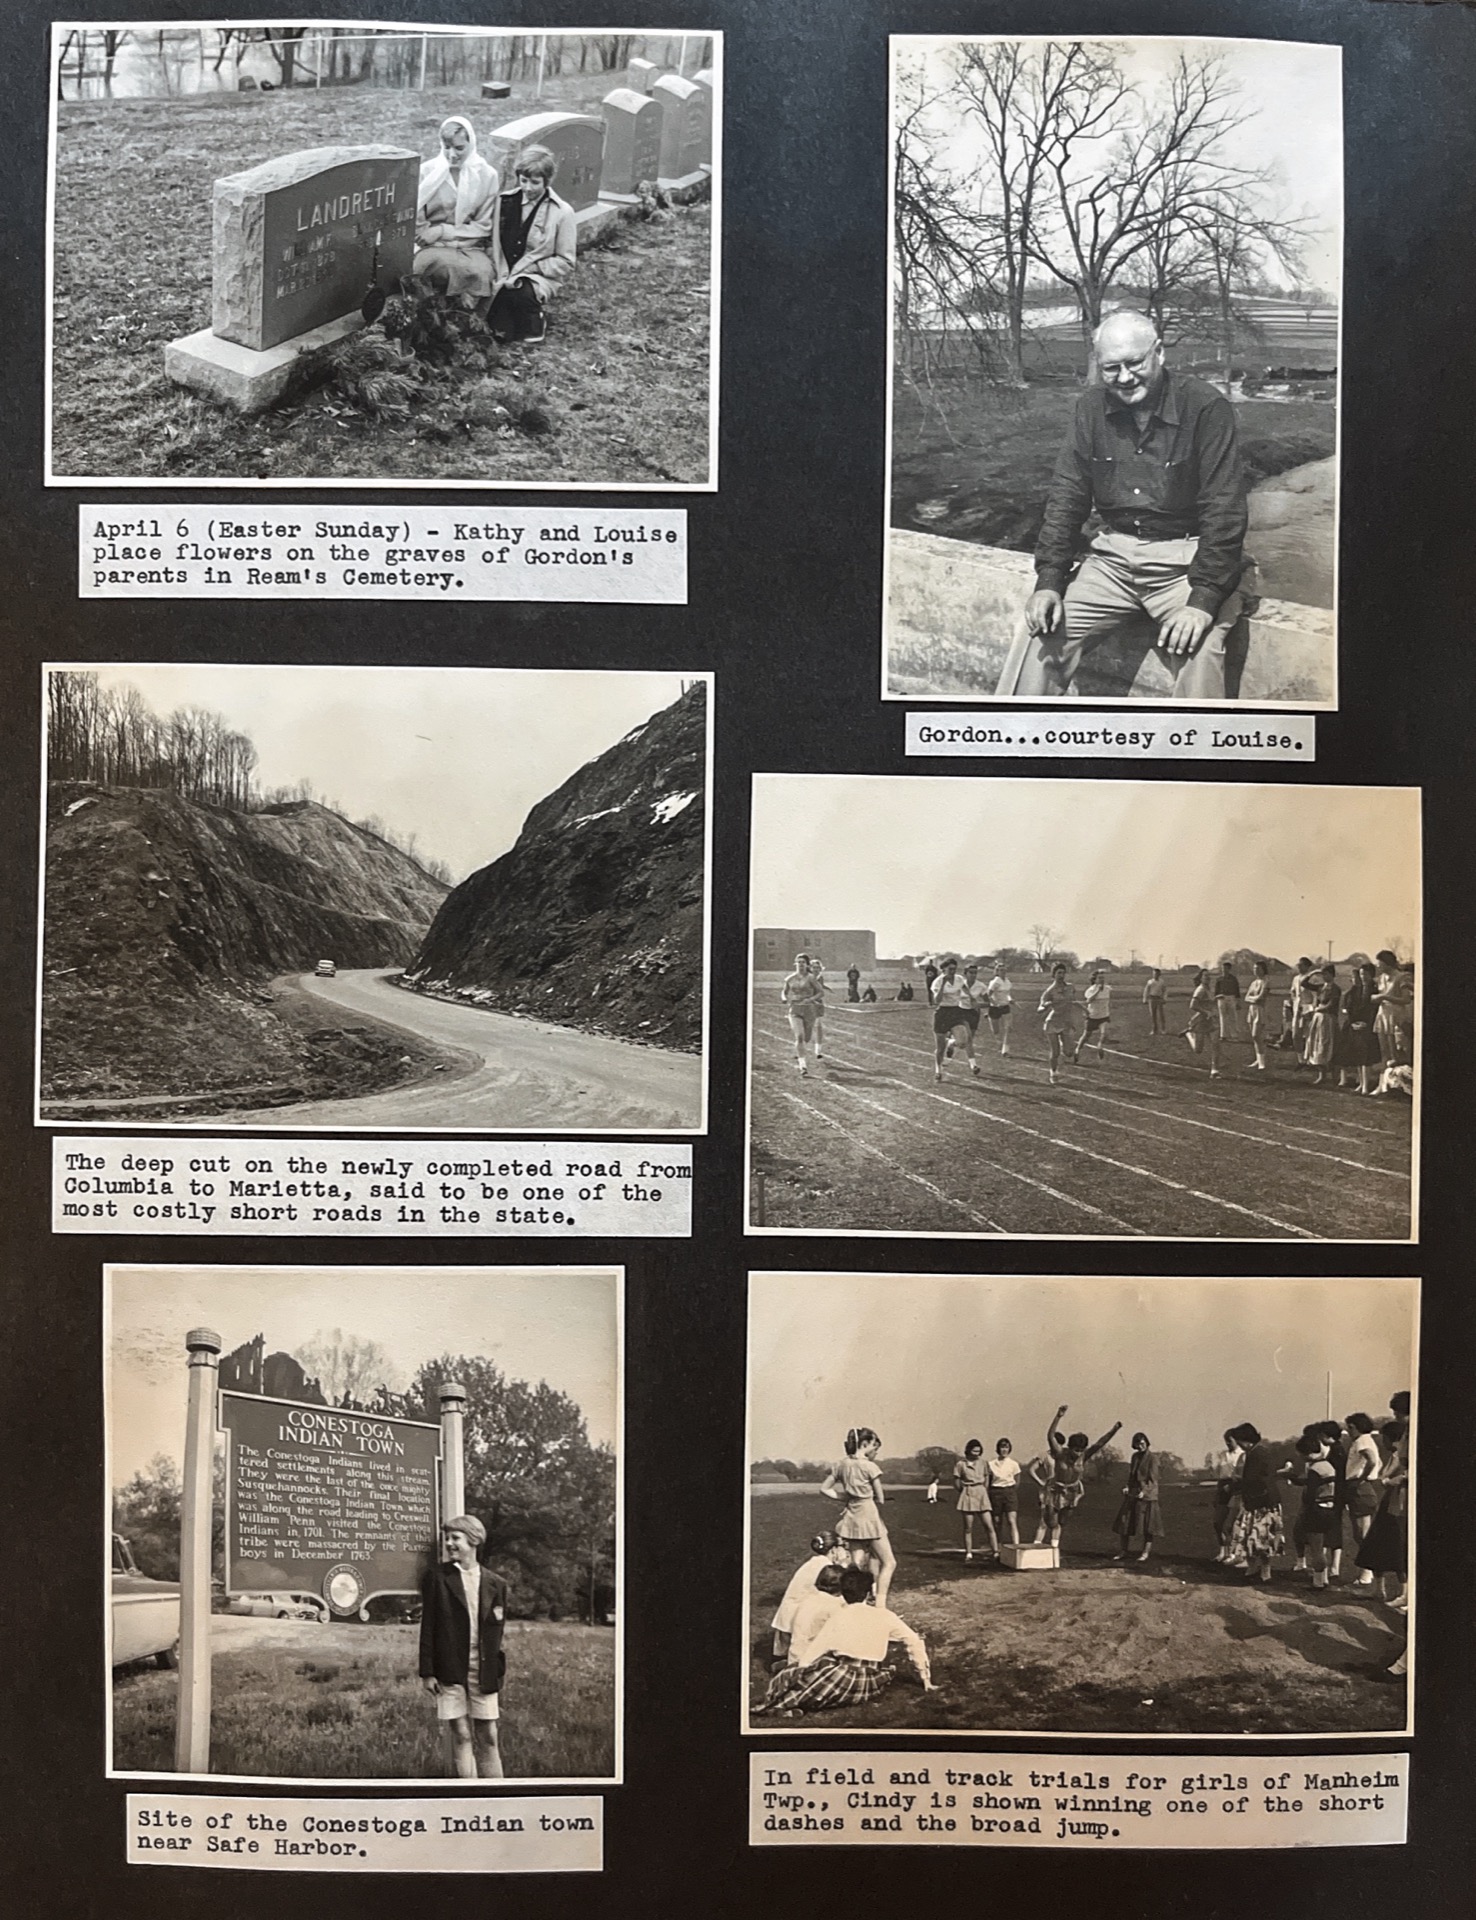 LANDRETH
WILLIAM F.
April 6 (Easter Sunday) - Kathy and Louise
place flowers on the graves of Gordon's
parents in Ream's Cemetery.
Gordon...courtesy of Louise.
The deep cut on the newly completed road from
Columbia to Marietta, said to be one of the
most costly short roads in the state.
CONESTOGA
INDIAN TOWN
The Conestoga Indians lived in scat-
tered settlements along this stream.
They were the last of the once mighty
Susquehannocks. Their final location
was the Conestoga Indian Town which
was along the road leading to Creswell.
William Penn visited the Conestoga
Indians in 1701. The remnants of this
tribe were massacred by the Paxton
boys in December 1763.
Site of the Conestoga Indian town
near Safe Harbor.
In field and track trials for girls of Manheim
Twp., Cindy is shown winning one of the short
dashes and the broad jump.